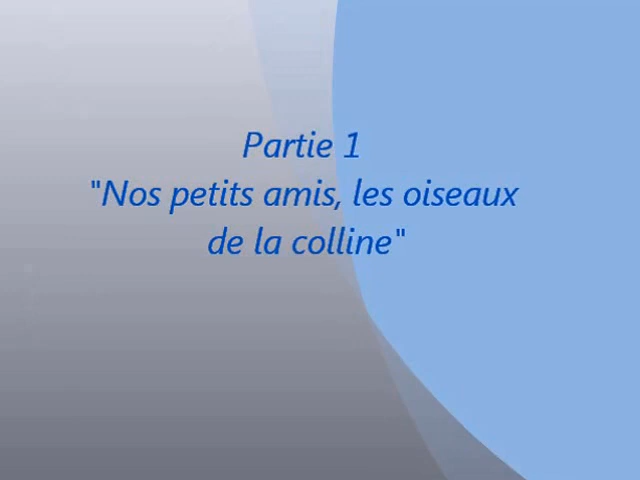 Partie 1
"Nos petits amis, les oiseaux
de la colline"